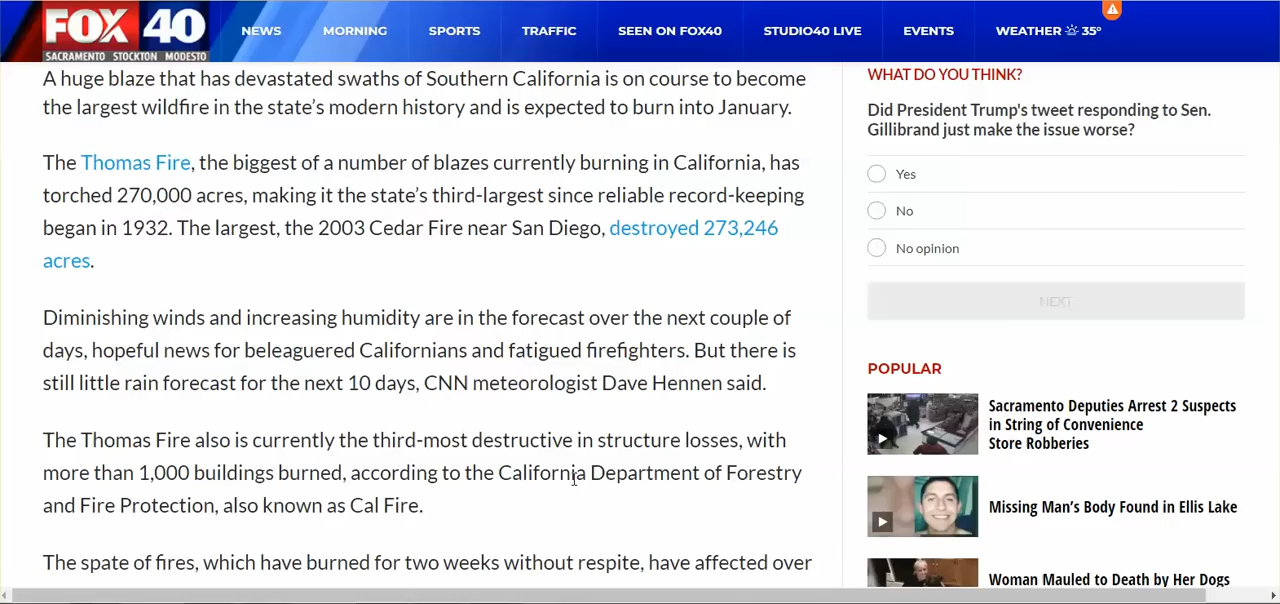 FOX 40
SACRAMENTO STOCKTON MODESTO
NEWS
MORNING
SPORTS
TRAFFIC
SEEN ON FOX40
STUDIO40 LIVE
EVENTS
WEATHER 35°
A huge blaze that has devastated swaths of Southern California is on course to become
the largest wildfire in the state's modern history and is expected to burn into January.
The Thomas Fire, the biggest of a number of blazes currently burning in California, has
torched 270,000 acres, making it the state's third-largest since reliable record-keeping
began in 1932. The largest, the 2003 Cedar Fire near San Diego, destroyed 273,246
acres.
Diminishing winds and increasing humidity are in the forecast over the next couple of
days, hopeful news for beleaguered Californians and fatigued firefighters. But there is
still little rain forecast for the next 10 days, CNN meteorologist Dave Hennen said.
The Thomas Fire also is currently the third-most destructive in structure losses, with
more than 1,000 buildings burned, according to the California Department of Forestry
and Fire Protection, also known as Cal Fire.
The spate of fires, which have burned for two weeks without respite, have affected over
WHAT DO YOU THINK?
Did President Trump's tweet responding to Sen.
Gillibrand just make the issue worse?
Yes
No
No opinion
NEXT
POPULAR
Sacramento Deputies Arrest 2 Suspects
in String of Convenience
Store Robberies
Missing Man's Body Found in Ellis Lake
Woman Mauled to Death by Her Dogs